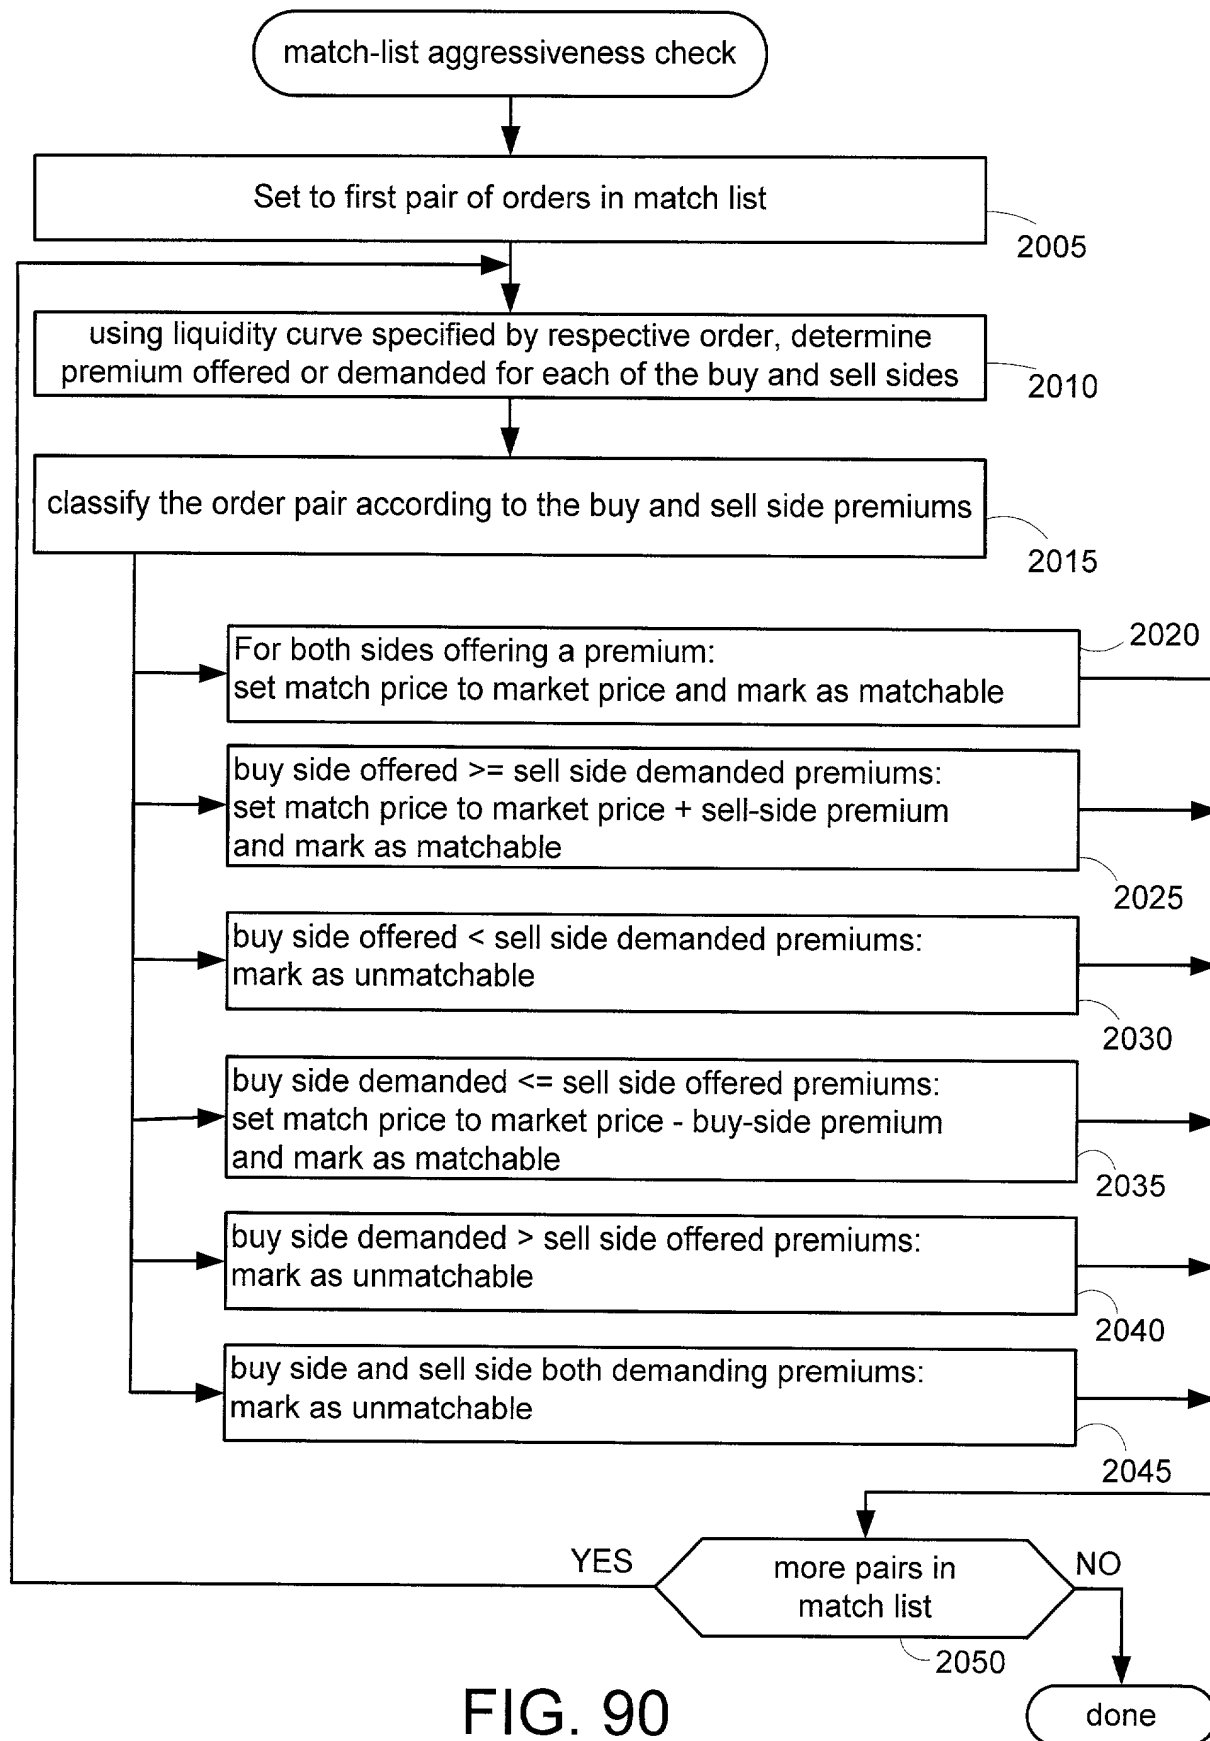 match-list aggressiveness check
Set to first pair of orders in match list
2005
using liquidity curve specified by respective order, determine
premium offered or demanded for each of the buy and sell sides
2010
classify the order pair according to the buy and sell side premiums
2015
2020
For both sides offering a premium:
set match price to market price and mark as matchable
buy side offered >= sell side demanded premiums:
set match price to market price + sell-side premium
and mark as matchable
2025
buy side offered < sell side demanded premiums:
mark as unmatchable
2030
buy side demanded <= sell side offered premiums:
set match price to market price - buy-side premium
and mark as matchable
2035
buy side demanded > sell side offered premiums:
mark as unmatchable
2040
buy side and sell side both demanding premiums:
mark as unmatchable
2045
YES
more pairs in
match list
NO
2050
FIG. 90
done